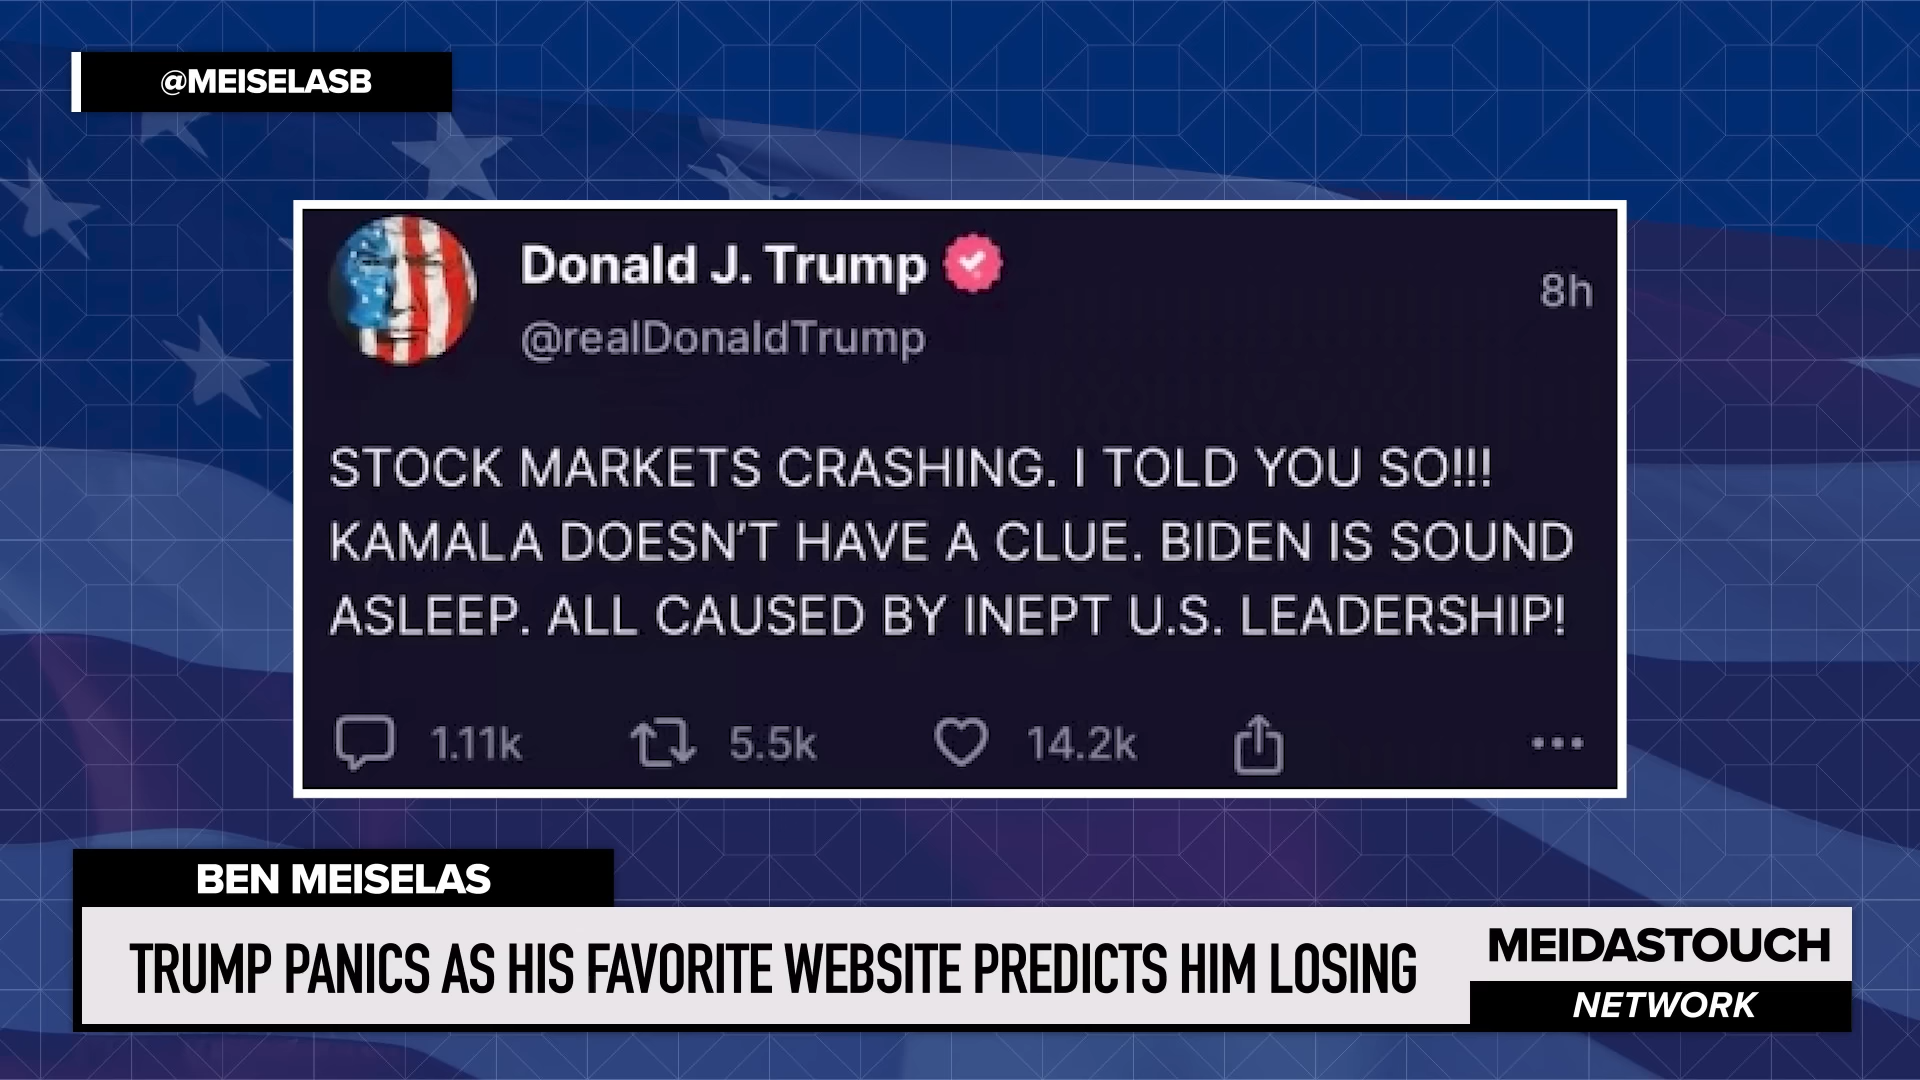 @MEISELASB
Donald J. Trump
8h
@realDonaldTrump
STOCK MARKETS CRASHING. I TOLD YOU SO!!!
KAMALA DOESN'T HAVE A CLUE. BIDEN IS SOUND
ASLEEP. ALL CAUSED BY INEPT U.S. LEADERSHIP!
1.11k 5.5k 14.2k
BEN MEISELAS
TRUMP PANICS AS HIS FAVORITE WEBSITE PREDICTS HIM LOSING
MEIDASTOUCH
NETWORK